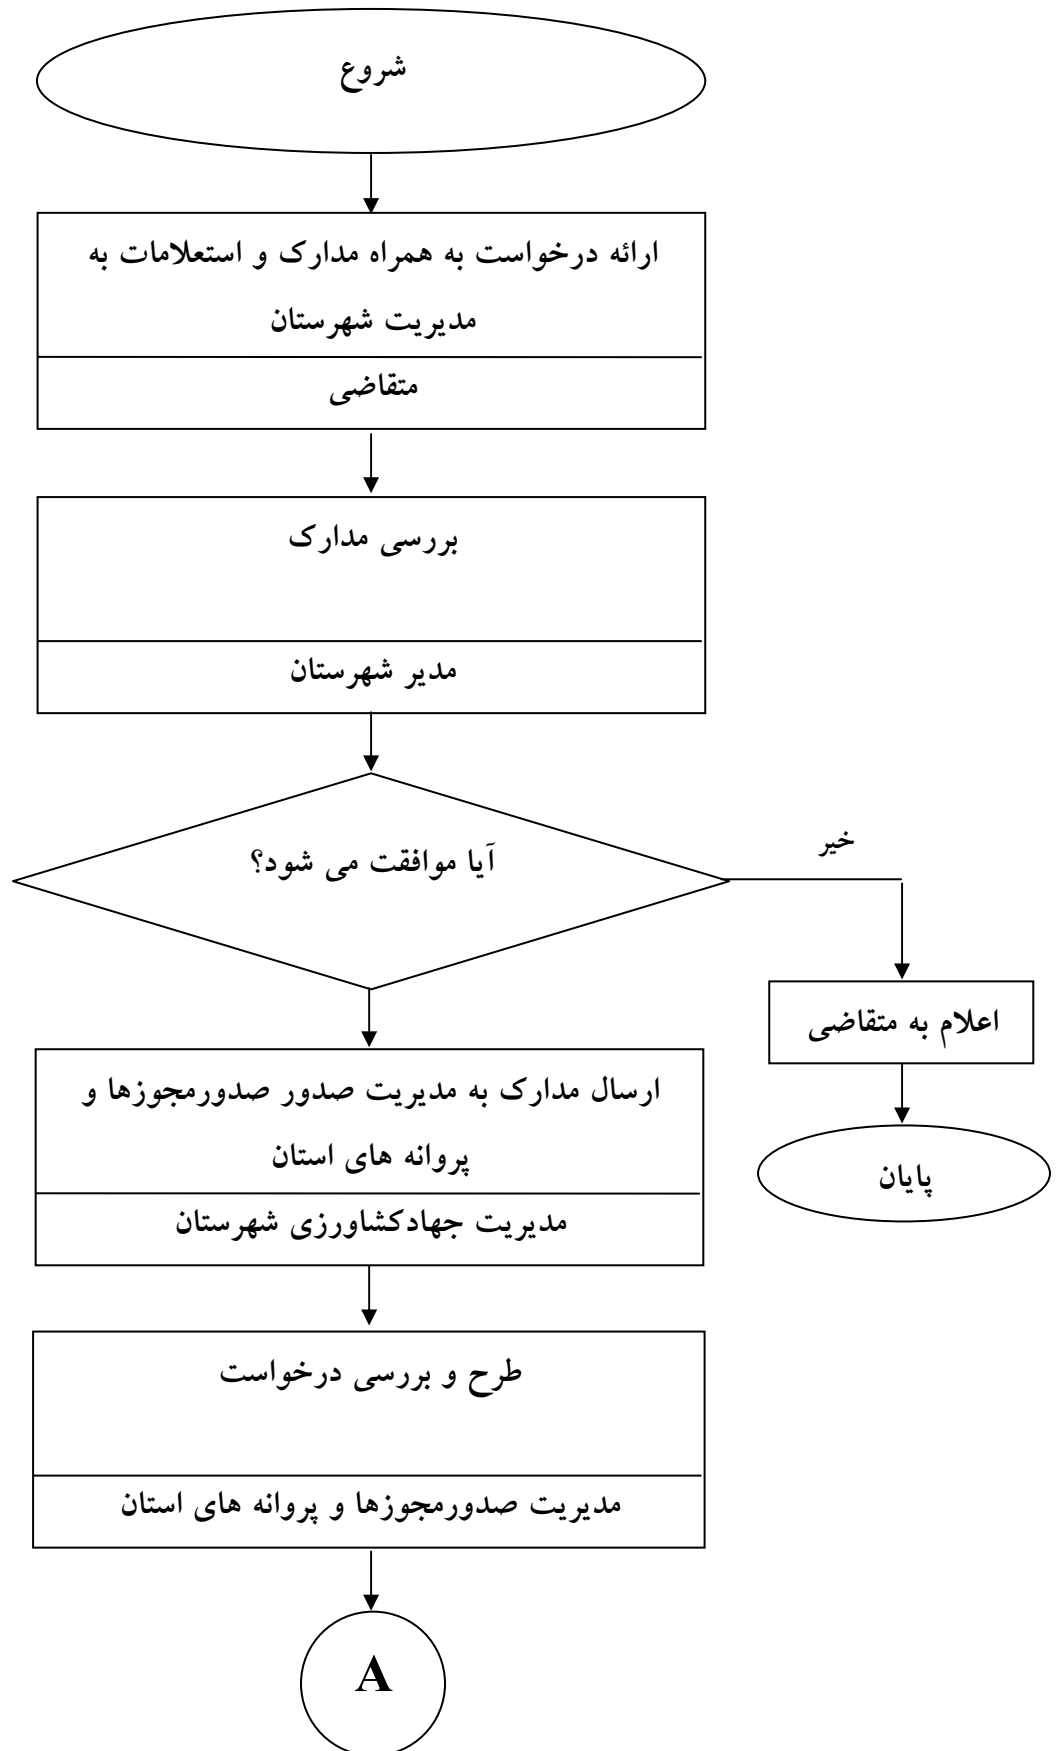 شروع
ارائه درخواست به همراه مدارک و استعلامات به
مدیریت شهرستان
متقاضی
بررسی مدارک
مدیر شهرستان
آیا موافقت می شود؟
خیر
اعلام به متقاضی
پایان
ارسال مدارک به مدیریت صدور صدورمجوزها و
پروانه های استان
مدیریت جهادکشاورزی شهرستان
طرح و بررسی درخواست
مدیریت صدورمجوزها و پروانه های استان
A